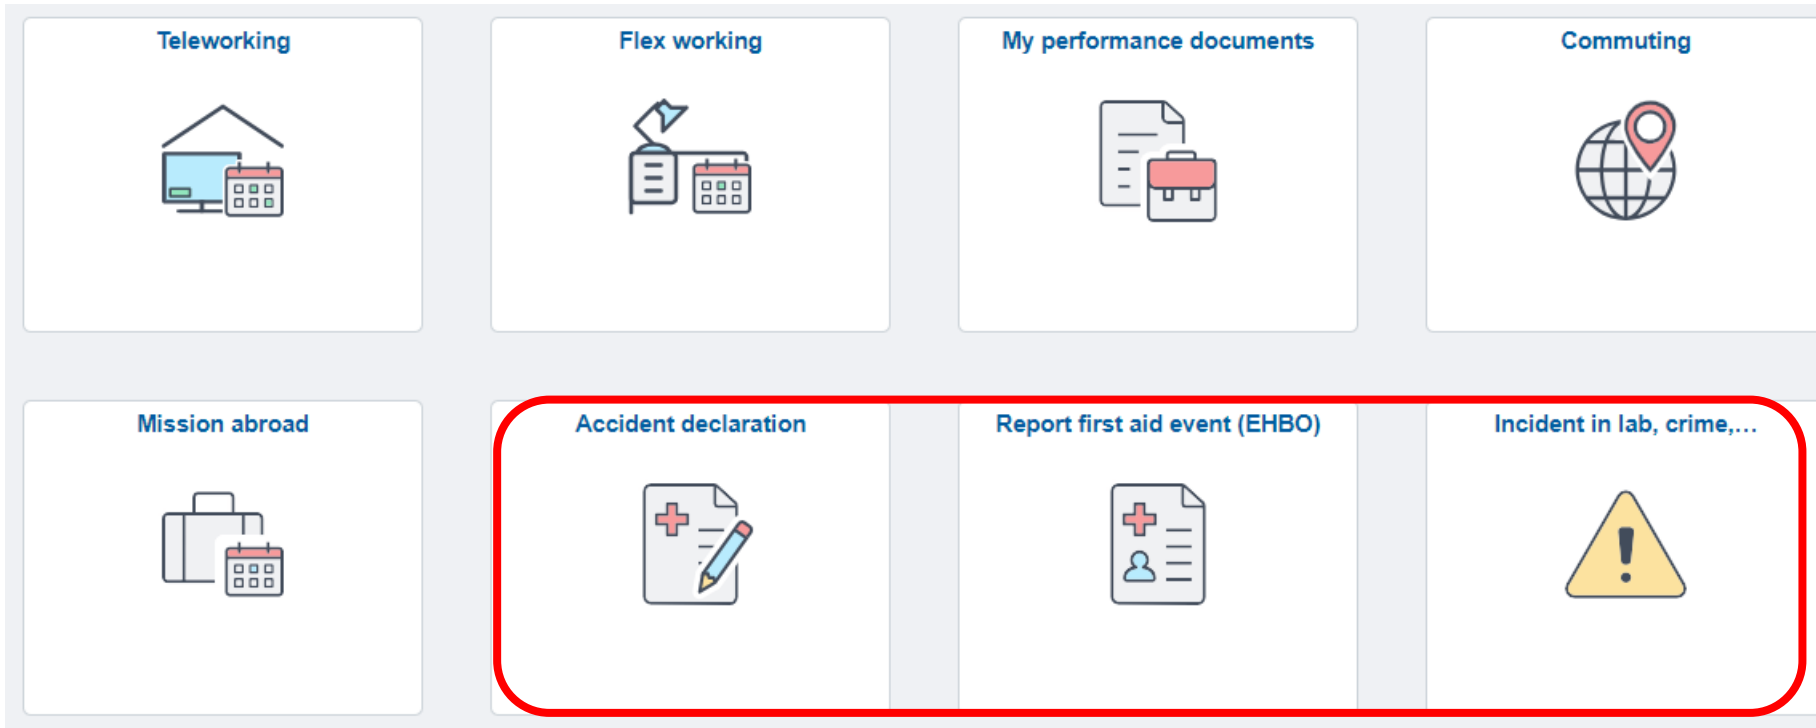 Teleworking
Flex working
My performance documents
Commuting
Mission abroad
Accident declaration
Report first aid event (EHBO)
Incident in lab, crime,...